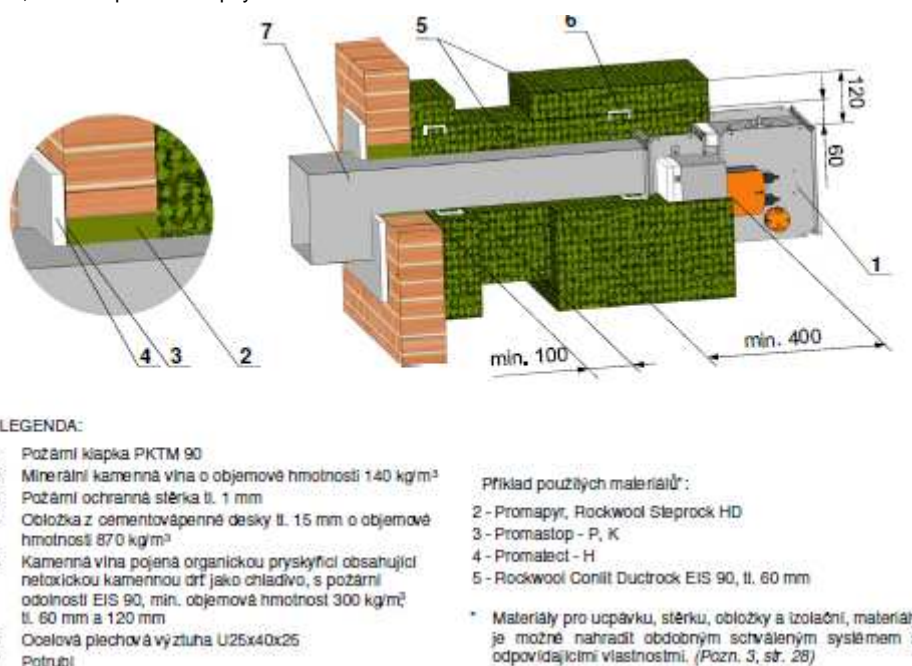 7
5
6
120
60
1
min. 100
min. 400
4
3
2
LEGENDA:
Požární klapka PKTM 90
Minerální kamenná vlna o objemové hmotnosti 140 kg/m³
Požární ochranná stěrka tl. 1 mm
Obložka z cementovápenné desky tl. 15 mm o objemové
hmotnosti 870 kg/m³
Kamenná vlna pojená organickou pryskyřicí obsahující
netoxickou kamennou drť jako chladivo, s požární
odolností EIS 90, min. objemová hmotnost 300 kg/m³,
tl. 60 mm a 120 mm
Ocelová plechová výztuha U25x40x25
Potrubí
Příklad použitých materiálů*:
2 - Promapyr, Rockwool Steprock HD
3 - Promastop - P, K
4 - Promatect - H
5 - Rockwool Conlit Ductrock EIS 90, tl. 60 mm
* Materiály pro ucpávku, stěrku, obložky a izolační, materiály
je možné nahradit obdobným schváleným systémem
odpovídajícími vlastnostmi. (Pozn. 3, str. 28)